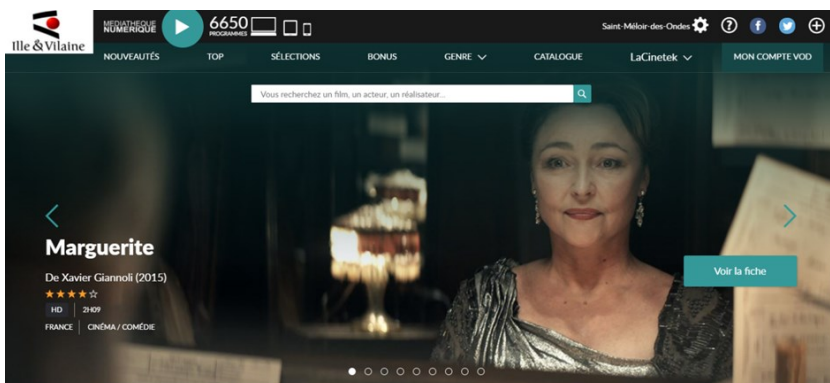 Ille & Vilaine
MEDIATHEQUE
NUMERIQUE
6650
PROGRAMMES
Saint-Méloir-des-Ondes
?
f
NOUVEAUTÉS TOP SÉLECTIONS BONUS GENRE CATALOGUE LaCinetek MON COMPTE VOD
Vous recherchez un film, un acteur, un réalisateur...
Marguerite
De Xavier Giannoli (2015)
HD 2H09
FRANCE CINÉMA / COMÉDIE
Voir la fiche